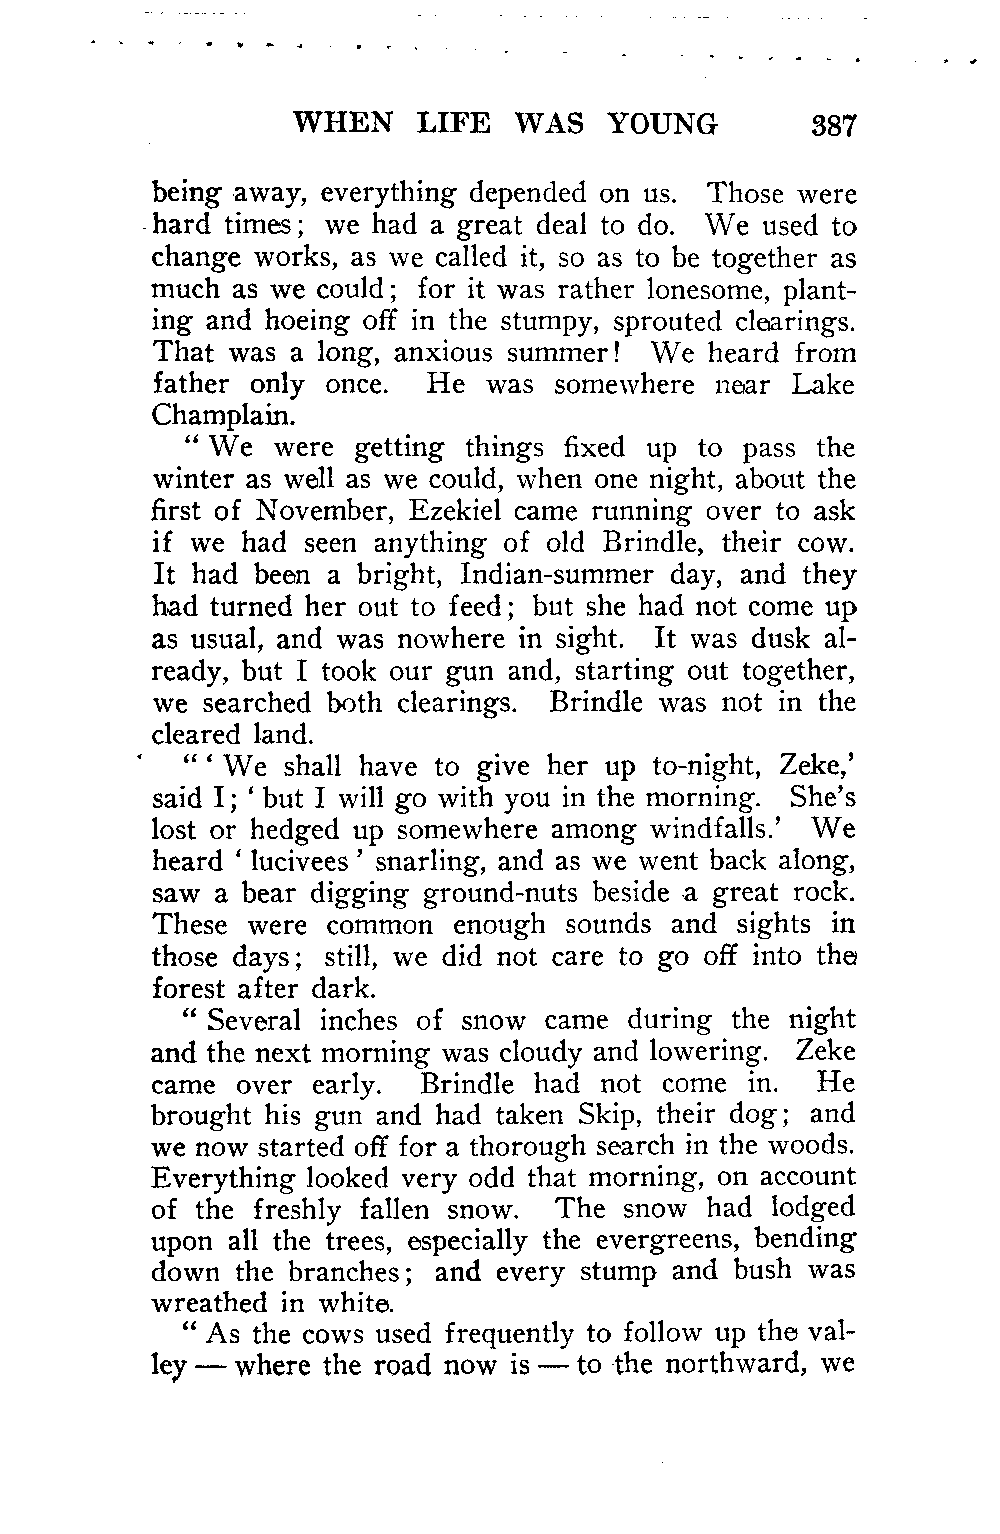 WHEN LIFE WAS YOUNG 387
being away, everything depended on us. Those were
hard times; we had a great deal to do. We used to
change works, as we called it, so as to be together as
much as we could; for it was rather lonesome, plant-
ing and hoeing off in the stumpy, sprouted clearings.
That was a long, anxious summer! We heard from
father only once. He was somewhere near Lake
Champlain.
" We were getting things fixed up to pass the
winter as well as we could, when one night, about the
first of November, Ezekiel came running over to ask
if we had seen anything of old Brindle, their cow.
It had been a bright, Indian-summer day, and they
had turned her out to feed; but she had not come up
as usual, and was nowhere in sight. It was dusk al-
ready, but I took our gun and, starting out together,
we searched both clearings. Brindle was not in the
cleared land.
" ' We shall have to give her up to-night, Zeke,'
said I; ' but I will go with you in the morning. She's
lost or hedged up somewhere among windfalls.' We
heard ' lucivees ' snarling, and as we went back along,
saw a bear digging ground-nuts beside a great rock.
These were common enough sounds and sights in
those days; still, we did not care to go off into the
forest after dark.
" Several inches of snow came during the night
and the next morning was cloudy and lowering. Zeke
came over early. Brindle had not come in. He
brought his gun and had taken Skip, their dog; and
we now started off for a thorough search in the woods.
Everything looked very odd that morning, on account
of the freshly fallen snow. The snow had lodged
upon all the trees, especially the evergreens, bending
down the branches; and every stump and bush was
wreathed in white.
" As the cows used frequently to follow up the val-
ley — where the road now is — to the northward, we